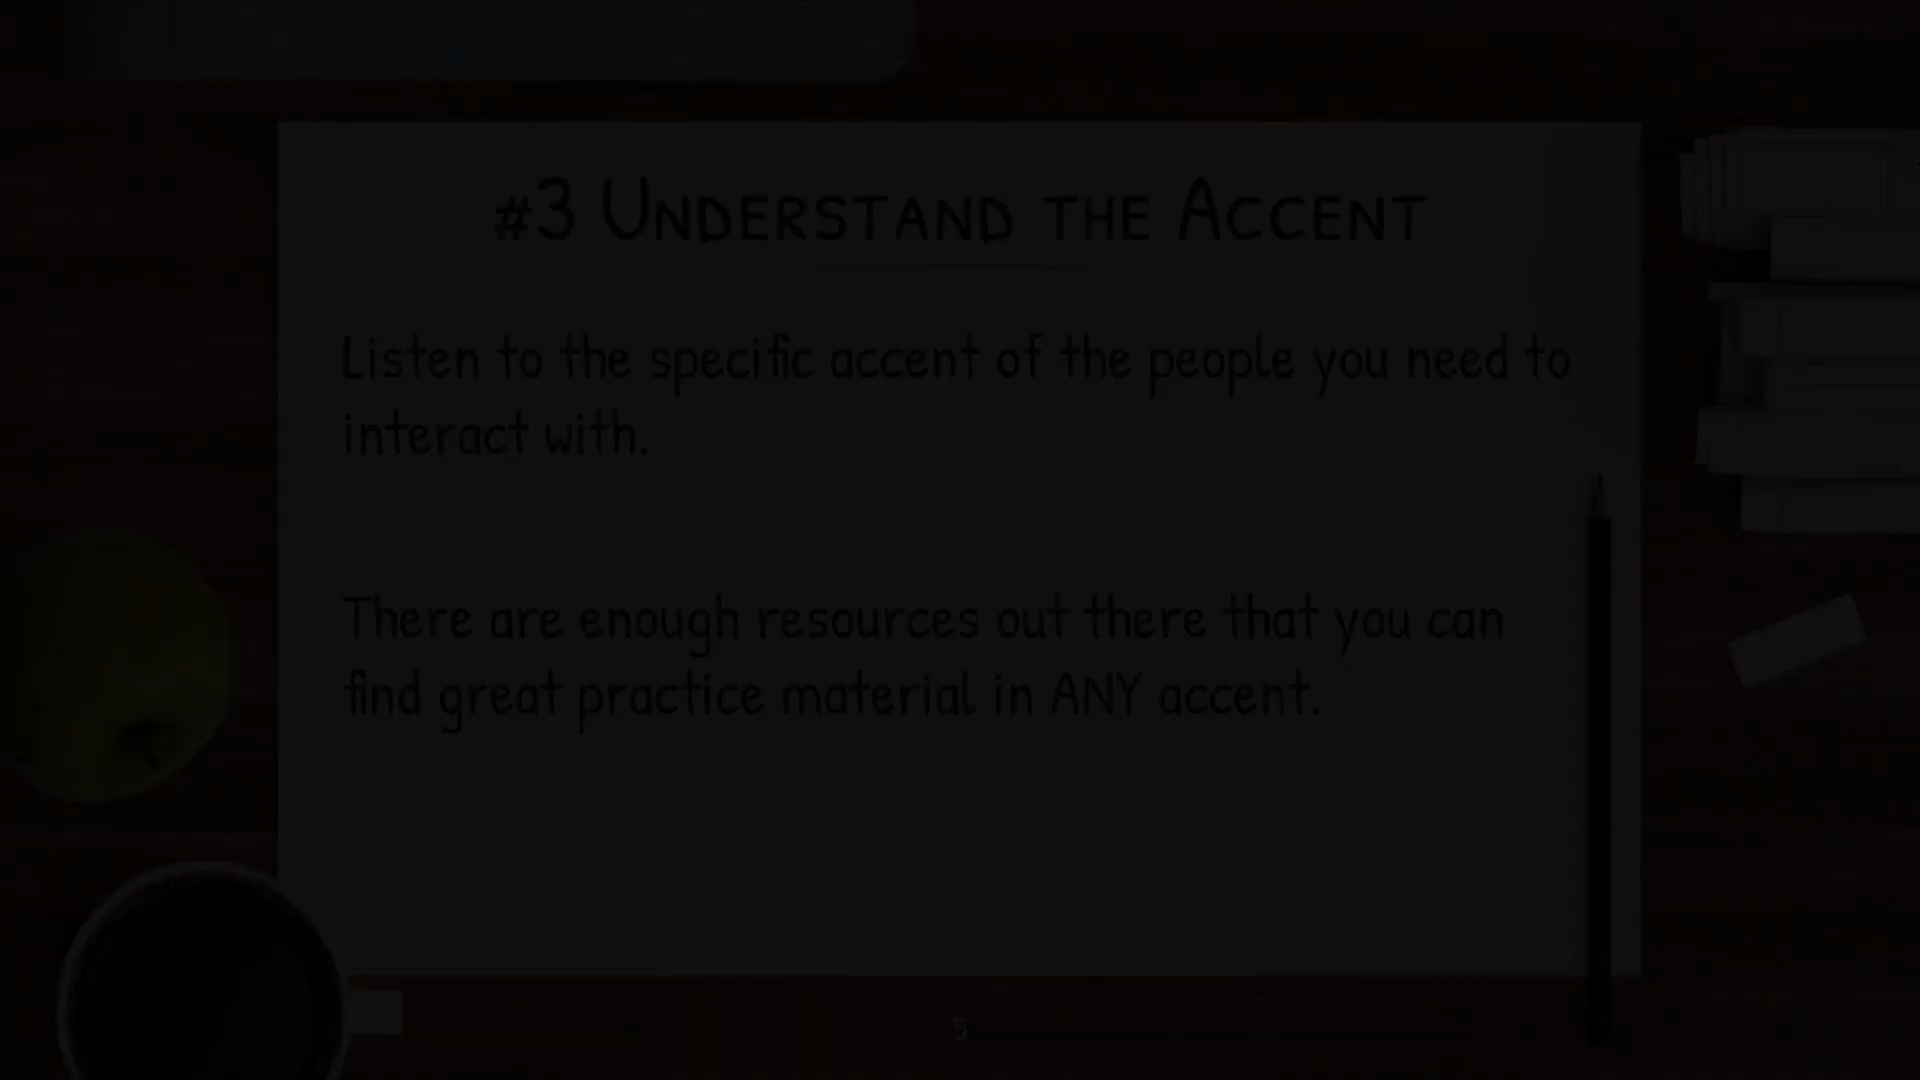 #3 Understand the Accent
Listen to the specific accent of the people you need to
interact with.
There are enough resources out there that you can
find great practice material in ANY accent.
5